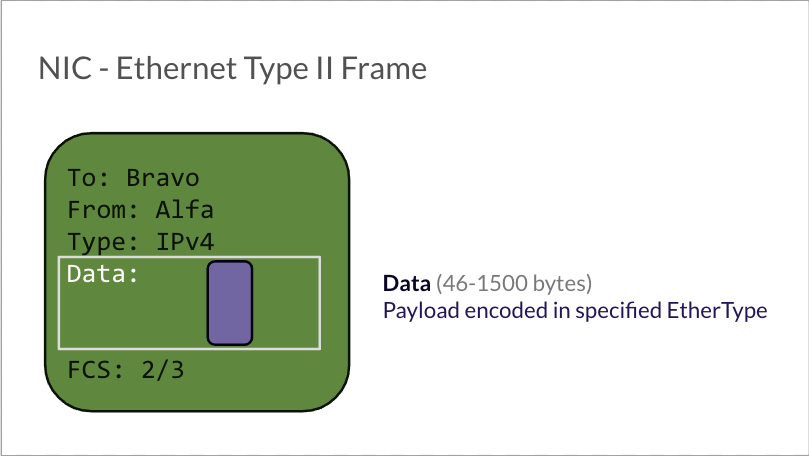 NIC - Ethernet Type II Frame
To: Bravo
From: Alfa
Type: IPv4
Data:
FCS: 2/3
Data (46-1500 bytes)
Payload encoded in specified EtherType